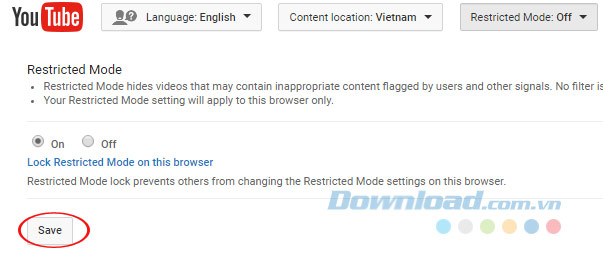 YouTube Language: English Content location: Vietnam Restricted Mode: Off
Restricted Mode
• Restricted Mode hides videos that may contain inappropriate content flagged by users and other signals. No filter is
• Your Restricted Mode setting will apply to this browser only.
On Off
Lock Restricted Mode on this browser
Restricted Mode lock prevents others from changing the Restricted Mode settings on this browser.
Download.com.vn
Save